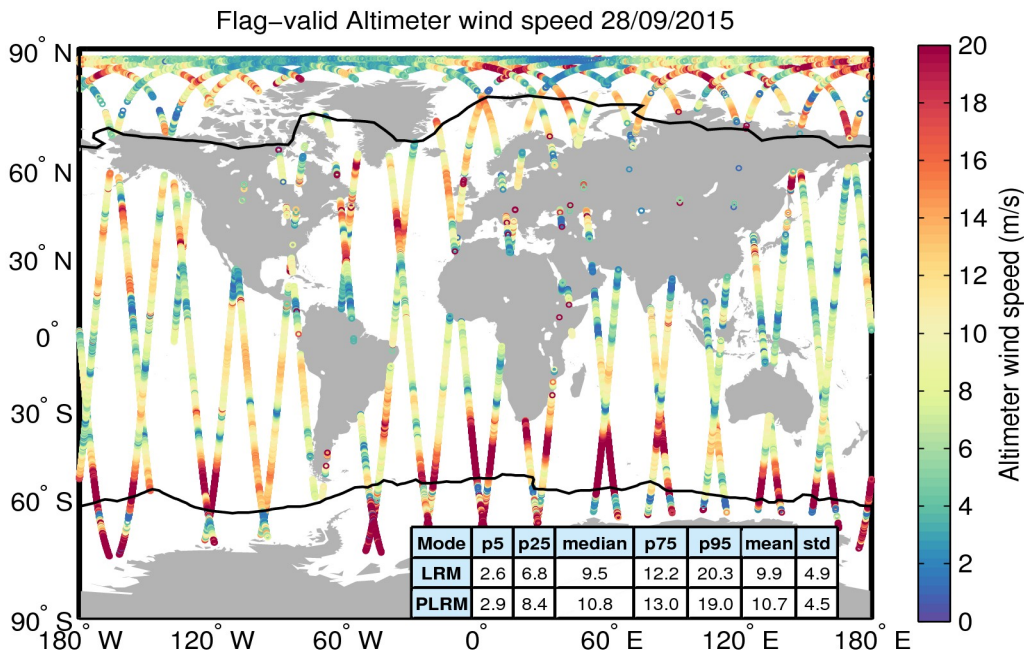 Flag−valid Altimeter wind speed 28/09/2015
90° N
60° N
30° N
0°
30° S
60° S
90° S
180° W
120° W
60° W
0°
60° E
120° E
180° E
Mode p5 p25 median p75 p95 mean std
LRM 2.6 6.8 9.5 12.2 20.3 9.9 4.9
PLRM 2.9 8.4 10.8 13.0 19.0 10.7 4.5
20
18
16
14
12
10
8
6
4
2
0
Altimeter wind speed (m/s)